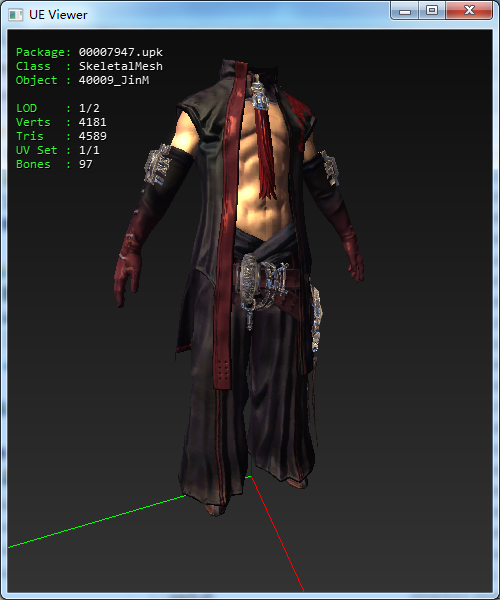 UE Viewer
Package: 00007947.upk
Class  : SkeletalMesh
Object : 40009_JinM
LOD    : 1/2
Verts  : 4181
Tris   : 4589
UV Set : 1/1
Bones  : 97